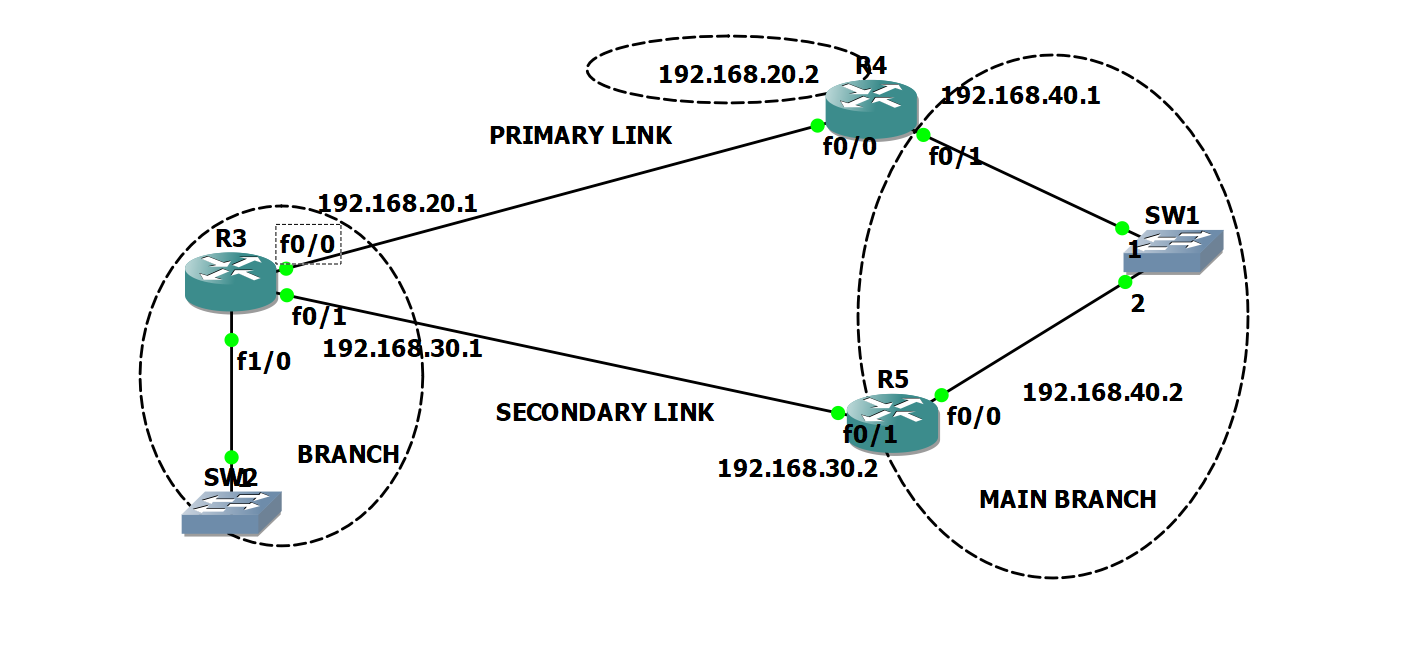 R4
192.168.20.2
192.168.40.1
PRIMARY LINK
f0/0
f0/1
192.168.20.1
SW1
R3
f0/0
1
f0/1
2
192.168.30.1
f1/0
R5
192.168.40.2
SECONDARY LINK
f0/0
f0/1
BRANCH
192.168.30.2
SW2
1
MAIN BRANCH